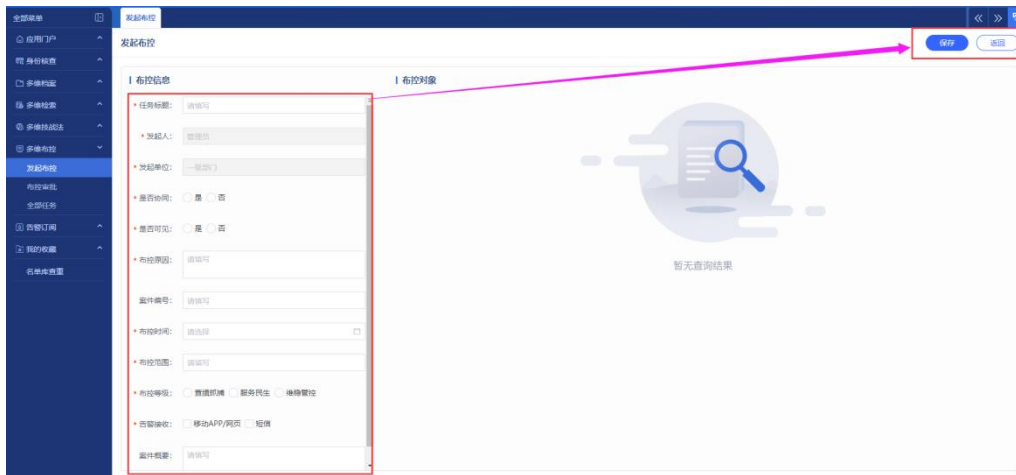 全部菜单
发起布控
应用门户
身份核查
多维档案
多维检索
多维技战法
多维布控
发起布控
布控审批
全部任务
告警订阅
我的收藏
名单库查重
发起布控
保存
返回
布控信息
* 任务标题: 请填写
* 发起人: 管理员
* 发起单位: 一级部门
* 是否协同: 是 否
* 是否可见: 是 否
* 布控原因: 请填写
案件编号: 请填写
* 布控时间: 请选择
* 布控范围: 请填写
* 布控等级: 查缉抓捕 服务民生 维稳管控
* 告警接收: 移动APP/网页 短信
案件概要: 请填写
布控对象
暂无查询结果